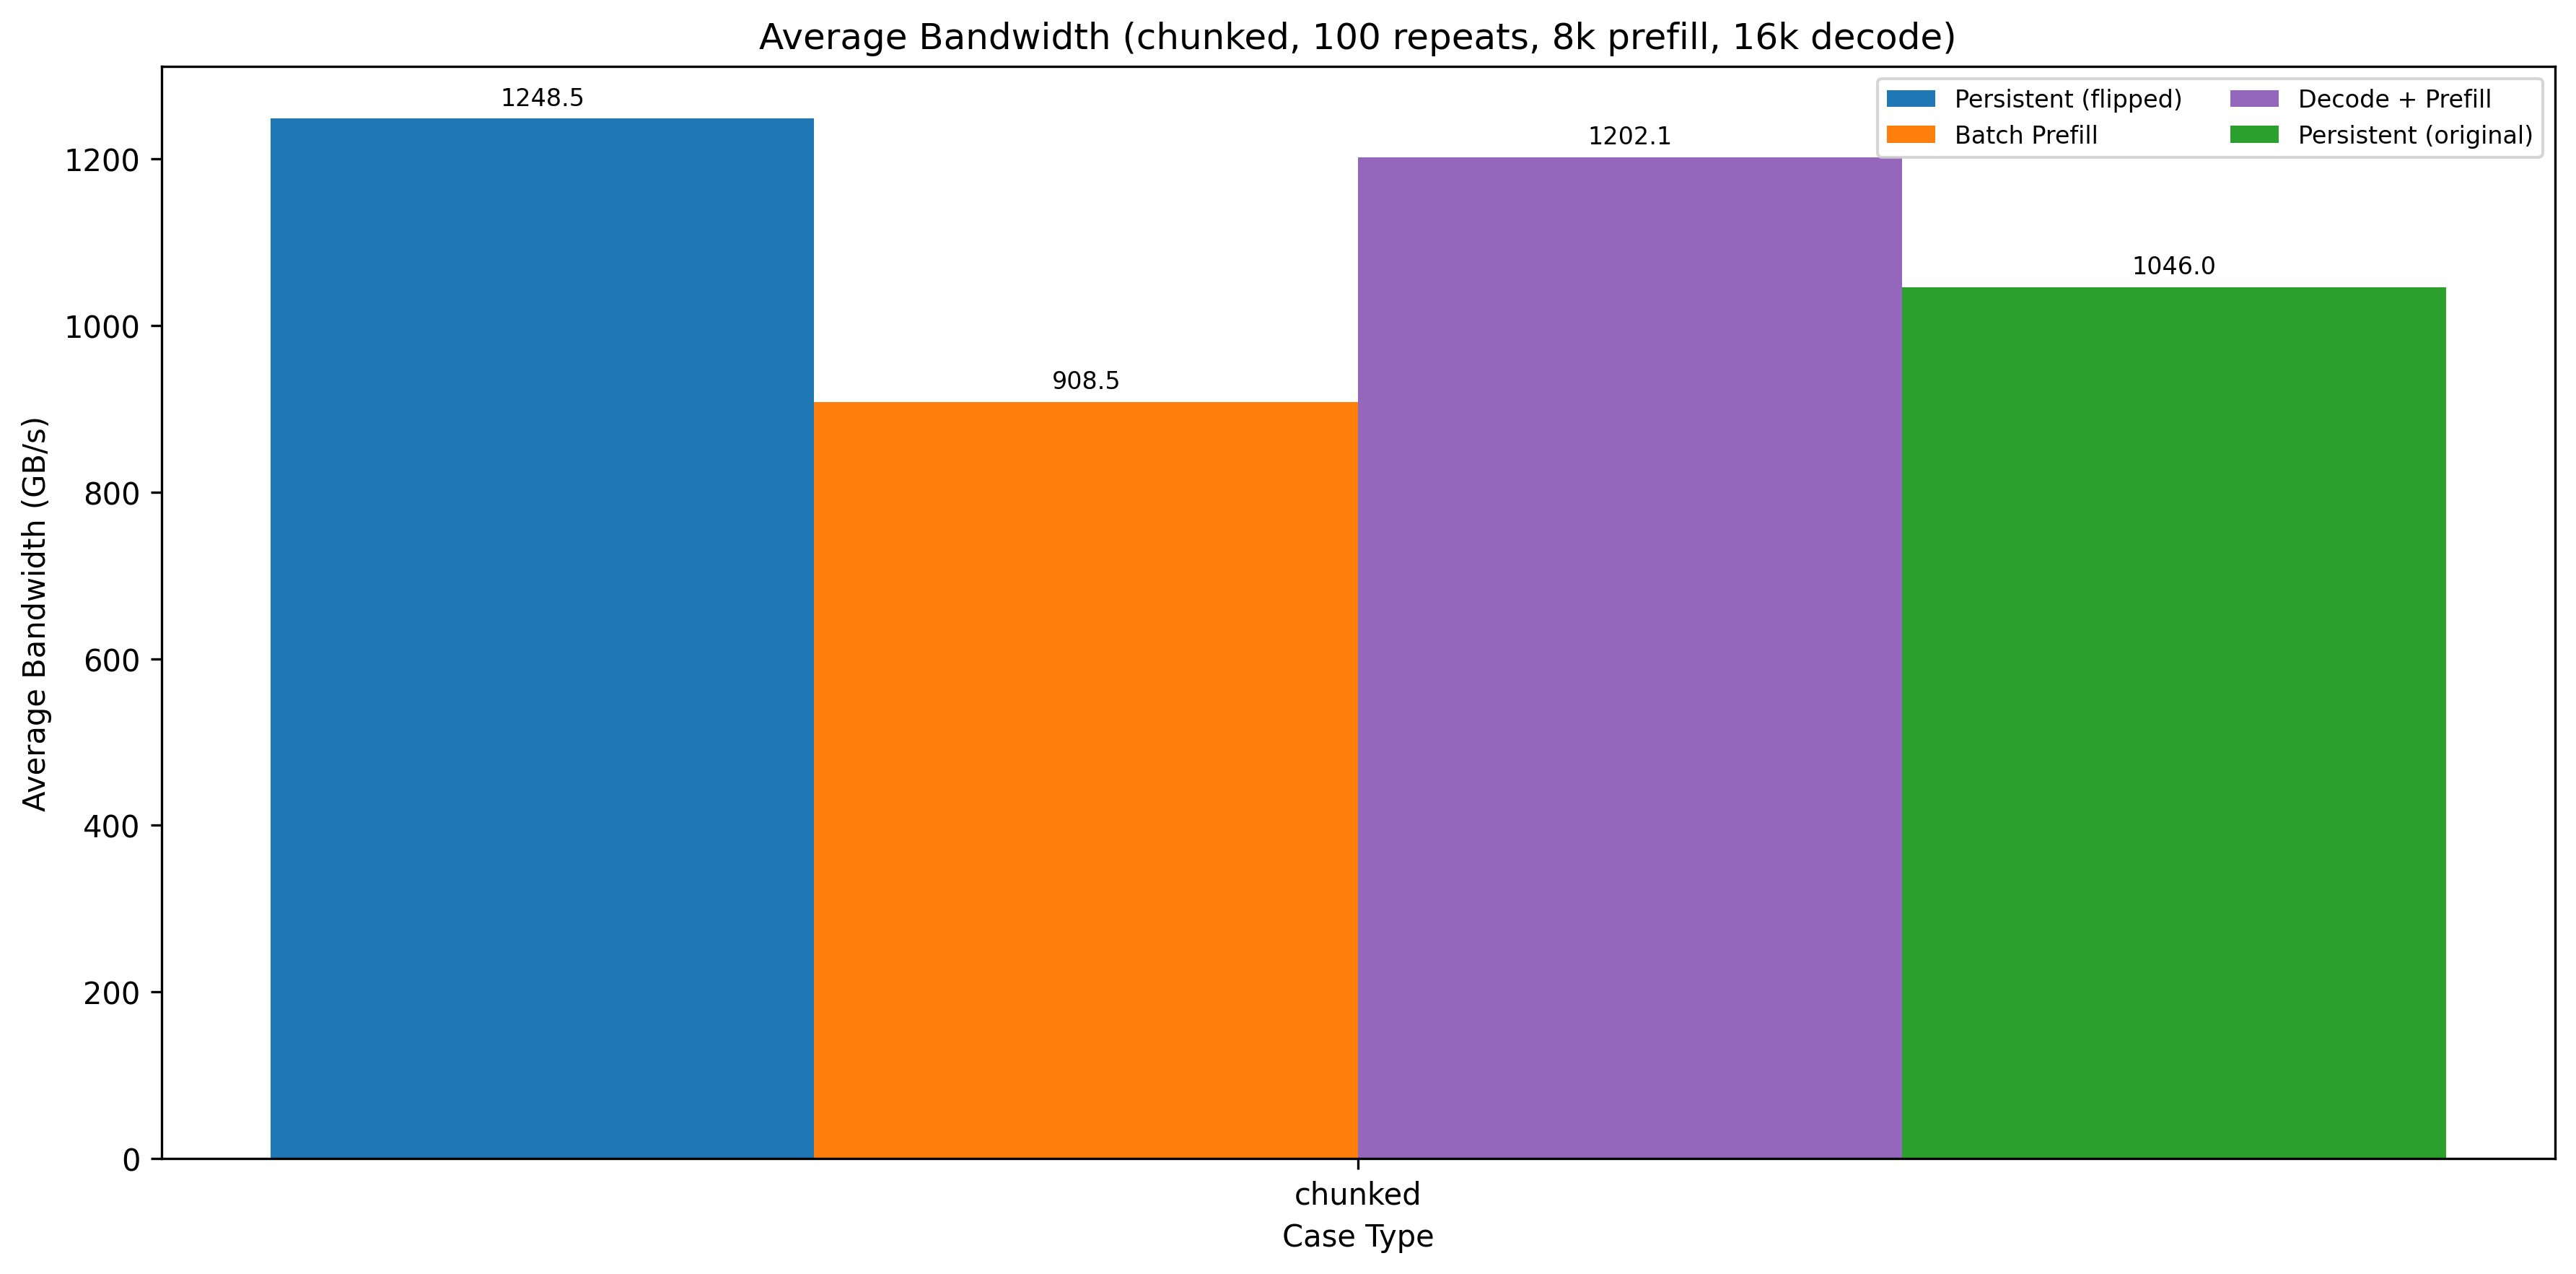 Average Bandwidth (chunked, 100 repeats, 8k prefill, 16k decode)
Persistent (flipped)
Batch Prefill
Decode + Prefill
Persistent (original)
1248.5
908.5
1202.1
1046.0
Average Bandwidth (GB/s)
1200
1000
800
600
400
200
0
chunked
Case Type